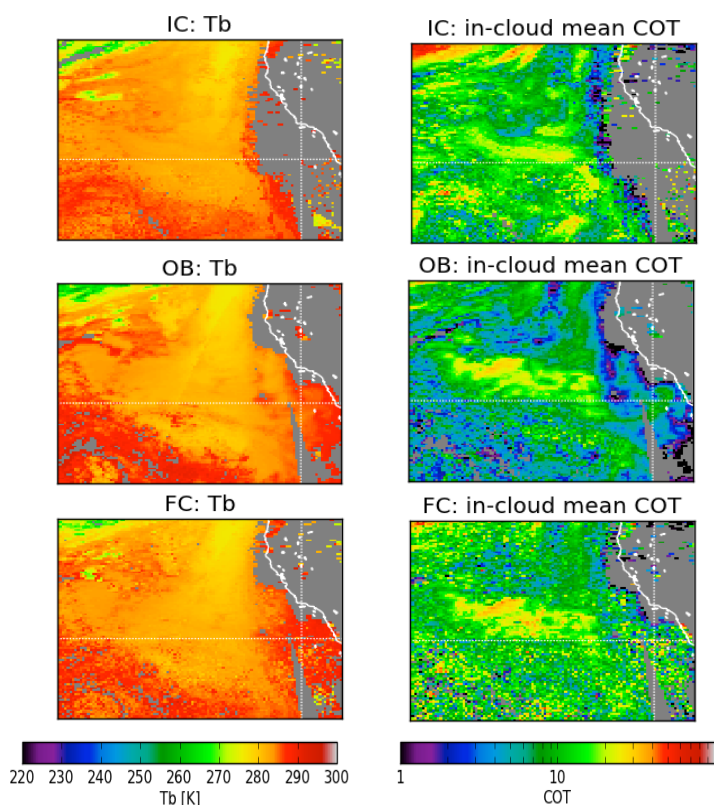 IC: Tb
IC: in-cloud mean COT
OB: Tb
OB: in-cloud mean COT
FC: Tb
FC: in-cloud mean COT
220 230 240 250 260 270 280 290 300
Tb [K]
1 10
COT